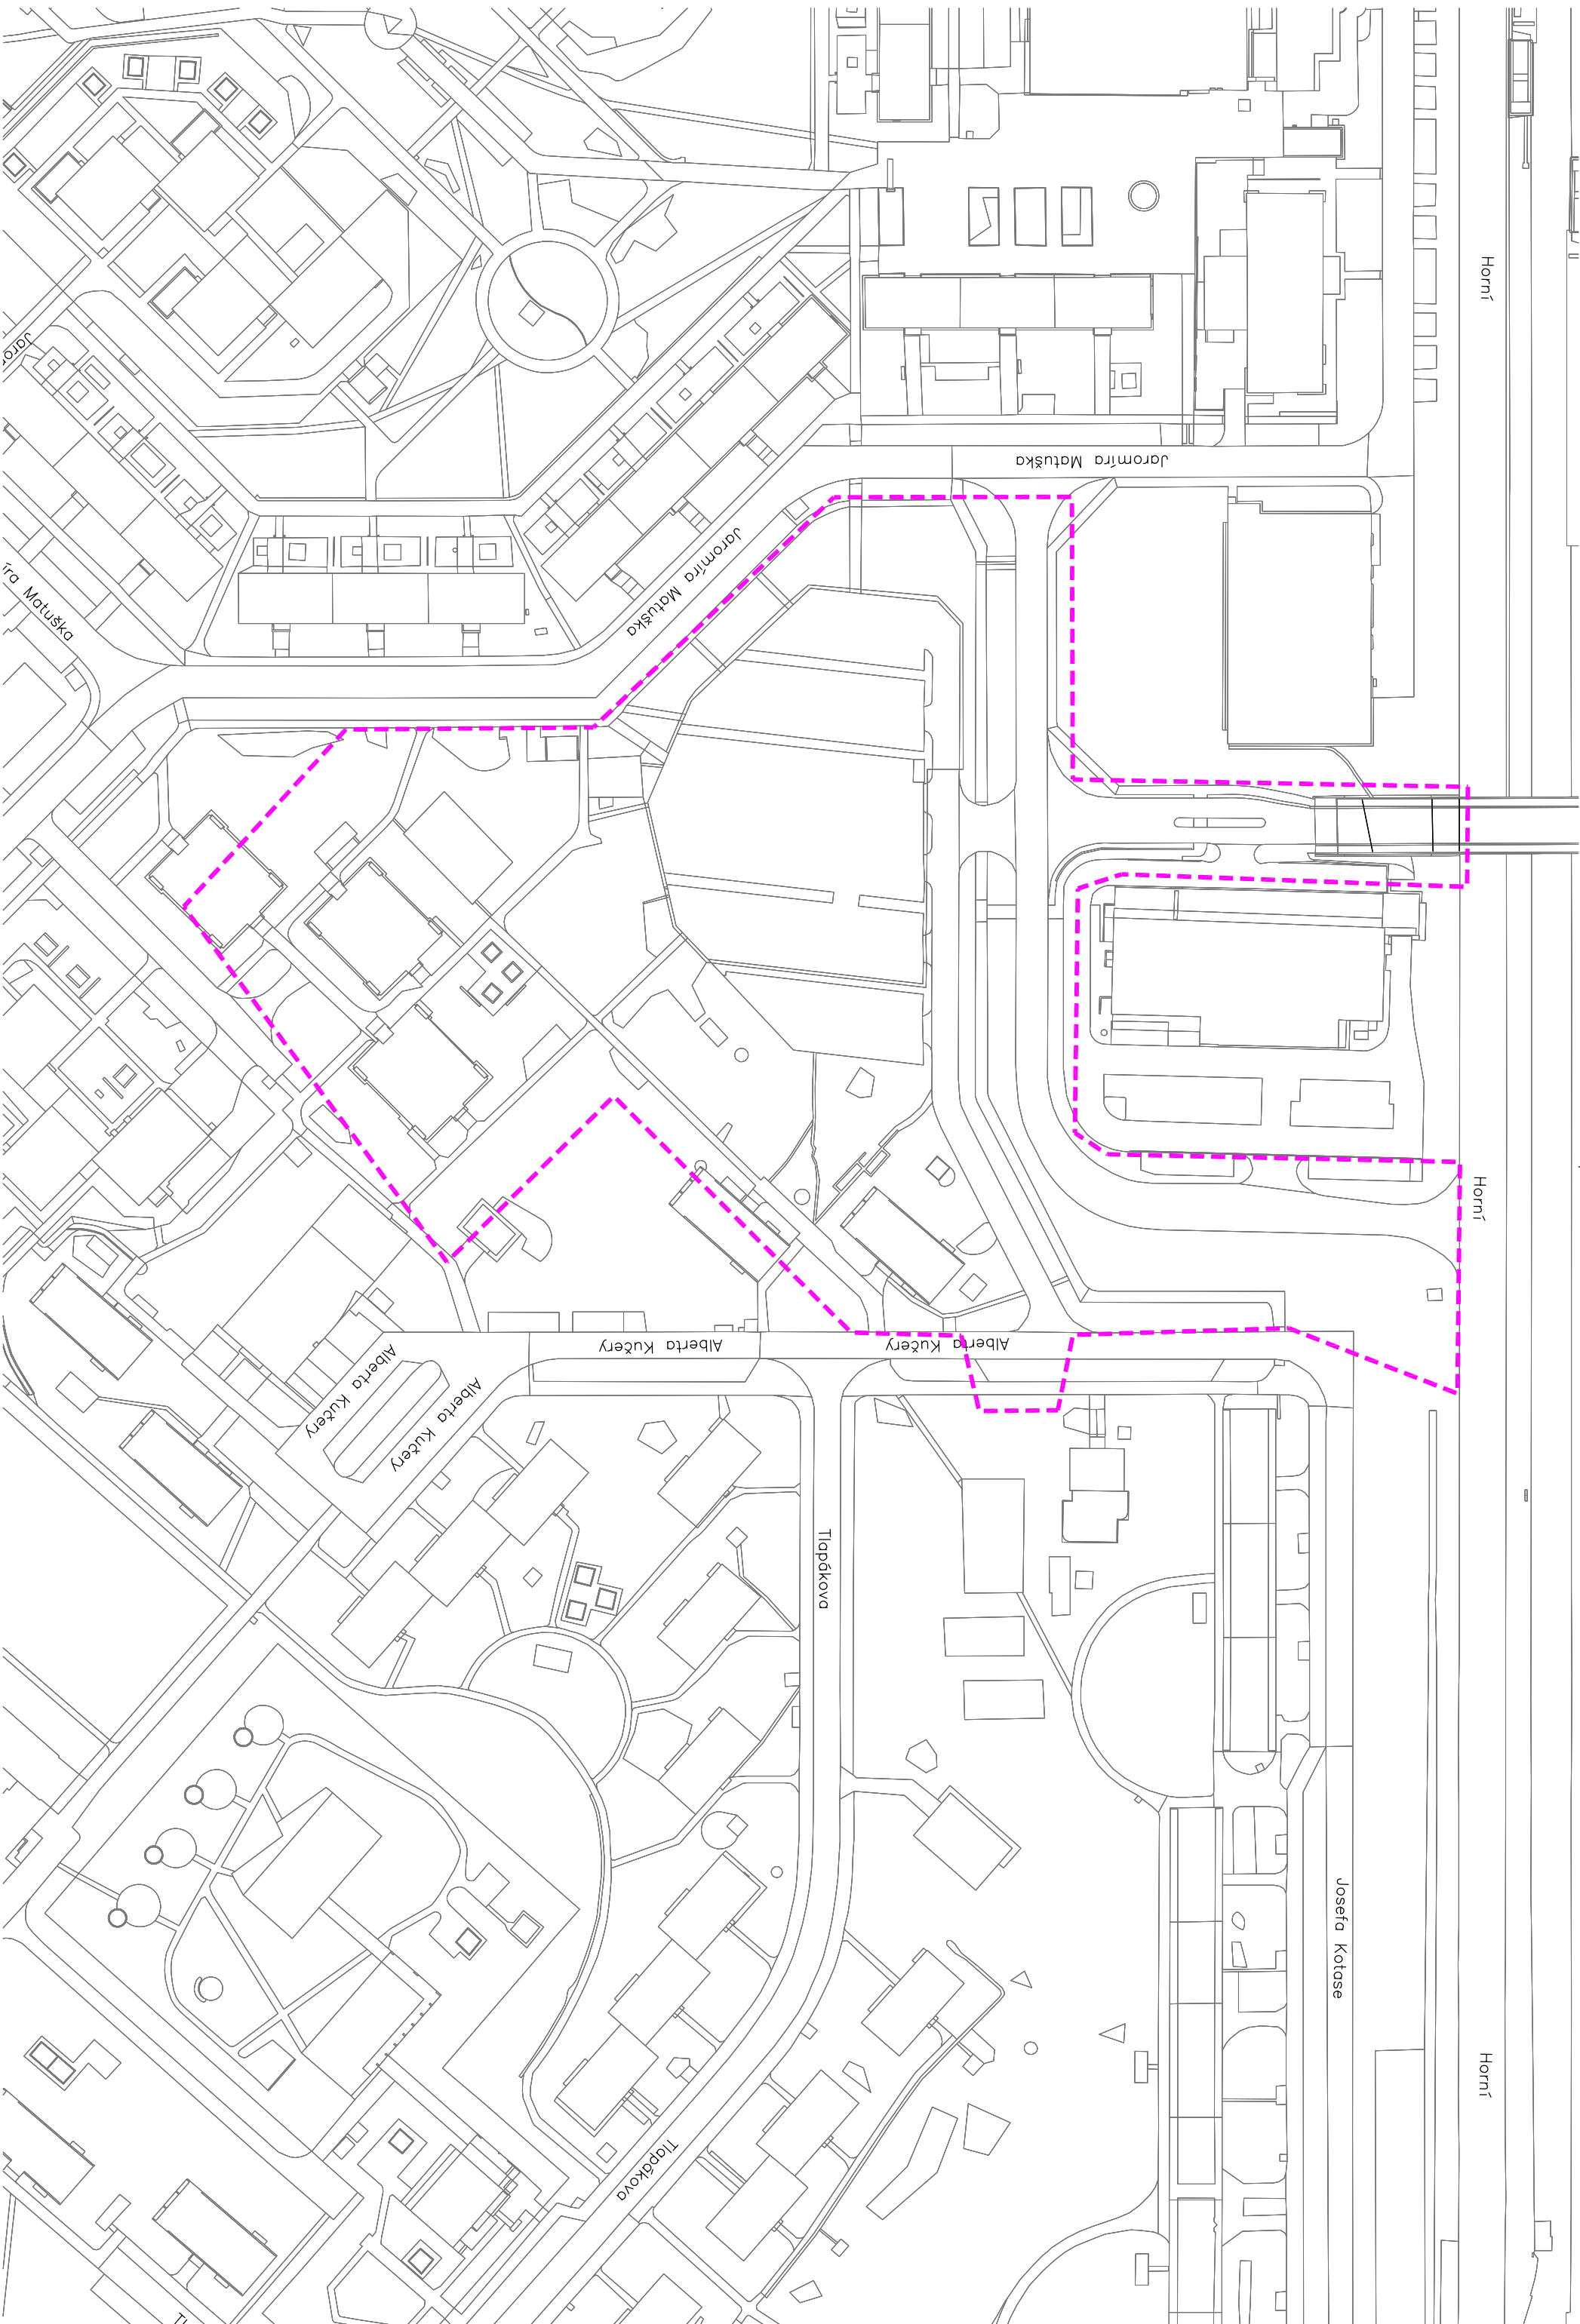 Horní
Jaro
Jaromíra Matuška
Jaromíra Matuška
íra Matuška
Horní
Alberta Kučery
Alberta Kučery
Alberta Kučery
Alberta Kučery
Tlapákova
Josefa Kotase
Horní
Tlapákova